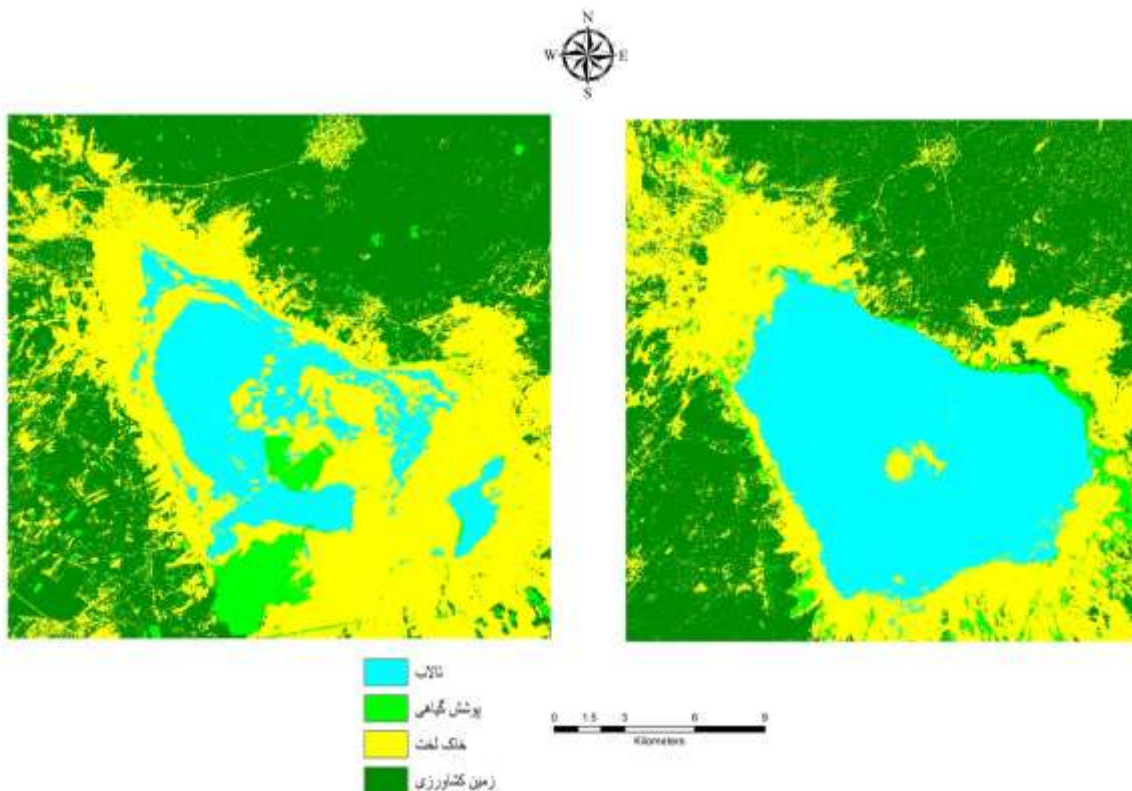 N
W E
S
تالاب
پوشش گیاهی
خاک لخت
زمین کشاورزی
0 1.5 3 6 9
Kilometers